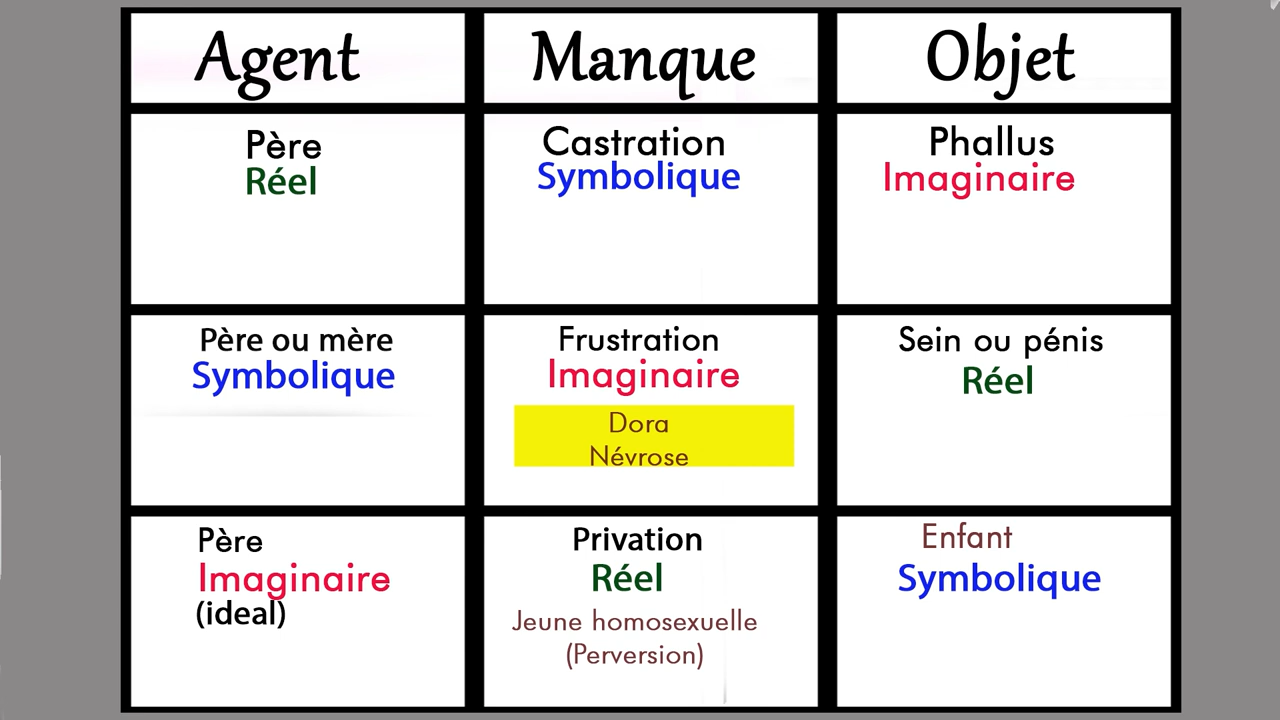 Agent
Manque
Objet
Père
Réel
Castration
Symbolique
Phallus
Imaginaire
Père ou mère
Symbolique
Frustration
Imaginaire
Dora
Névrose
Sein ou pénis
Réel
Père
Imaginaire
(ideal)
Privation
Réel
Jeune homosexuelle
(Perversion)
Enfant
Symbolique